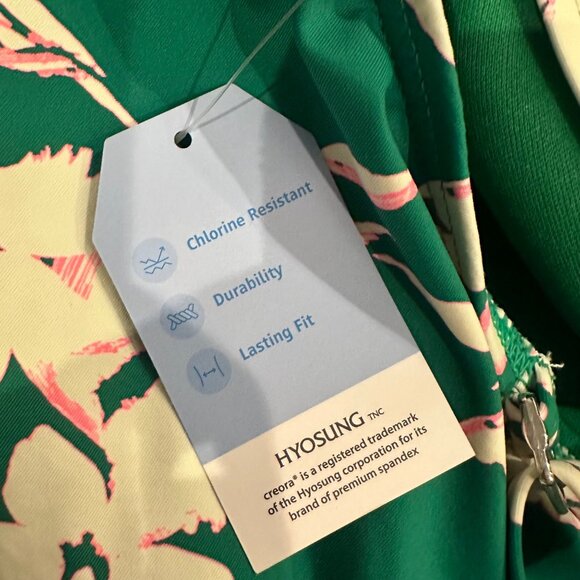 Chlorine Resistant
Durability
Lasting Fit
HYOSUNG TNC
creora® is a registered trademark
of the Hyosung corporation for its
brand of premium spandex